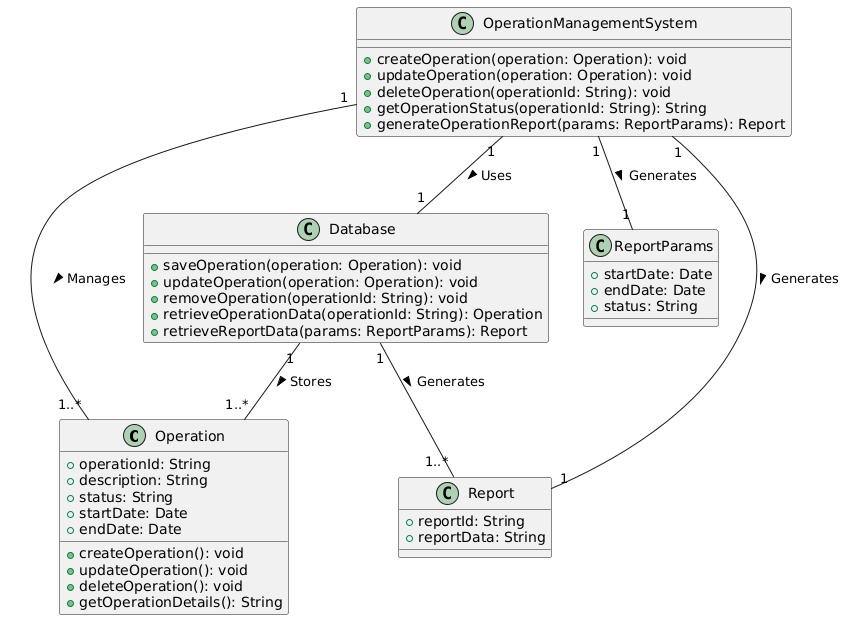 C OperationManagementSystem
createOperation(operation: Operation): void
updateOperation(operation: Operation): void
deleteOperation(operationId: String): void
getOperationStatus(operationId: String): String
generateOperationReport(params: ReportParams): Report
1
1
1
1
Uses
Generates
1
1
C Database
saveOperation(operation: Operation): void
updateOperation(operation: Operation): void
removeOperation(operationId: String): void
retrieveOperationData(operationId: String): Operation
retrieveReportData(params: ReportParams): Report
C ReportParams
startDate: Date
endDate: Date
status: String
Manages
Generates
1
1
Stores
Generates
1..*
1..*
1..*
1
C Operation
operationId: String
description: String
status: String
startDate: Date
endDate: Date
createOperation(): void
updateOperation(): void
deleteOperation(): void
getOperationDetails(): String
C Report
reportId: String
reportData: String